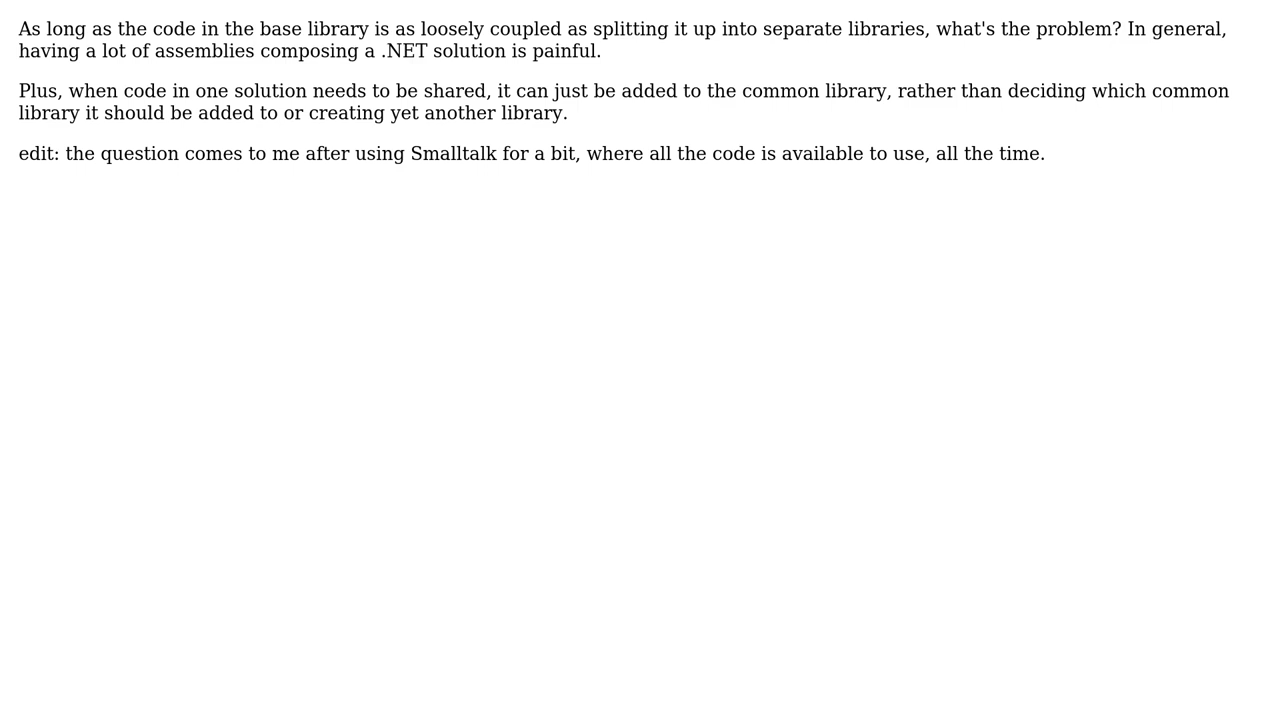 As long as the code in the base library is as loosely coupled as splitting it up into separate libraries, what's the problem? In general,
having a lot of assemblies composing a .NET solution is painful.
Plus, when code in one solution needs to be shared, it can just be added to the common library, rather than deciding which common
library it should be added to or creating yet another library.
edit: the question comes to me after using Smalltalk for a bit, where all the code is available to use, all the time.